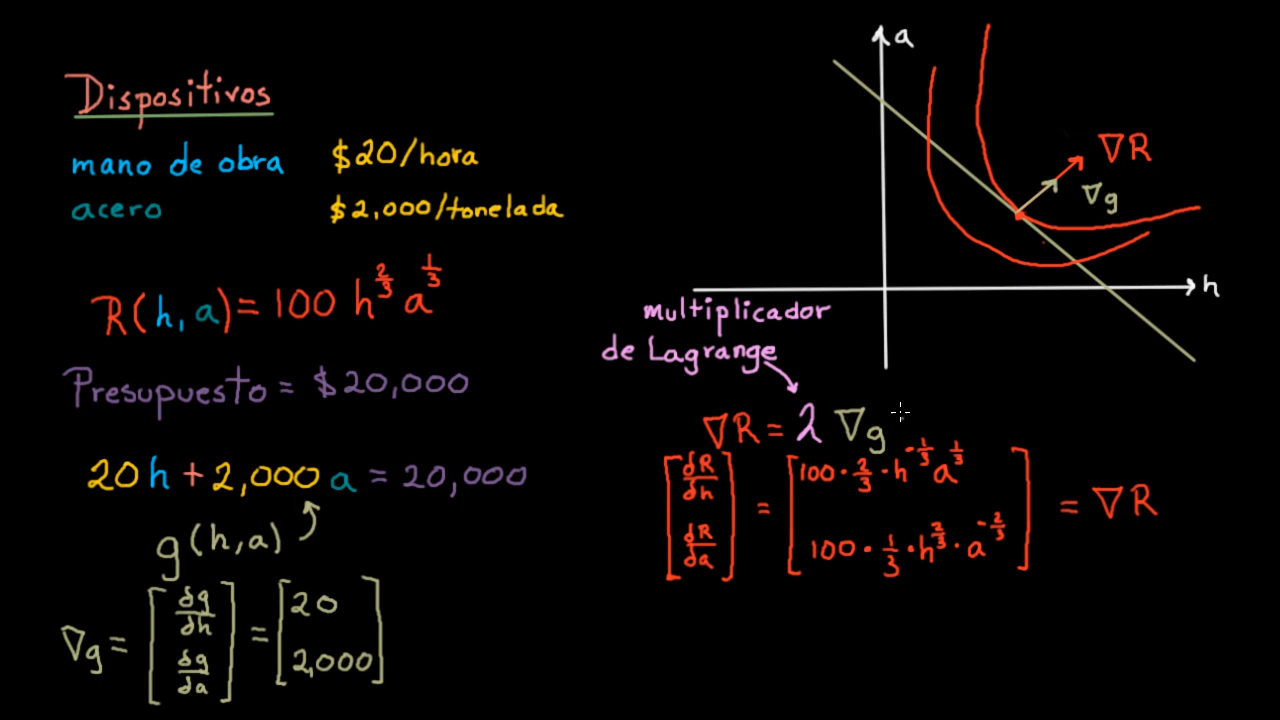 Dispositivos
mano de obra $20/hora
acero $2,000/tonelada
R(h, a) = 100 h^{2/3} a^{1/3}
Presupuesto = $20,000
20h + 2,000 a = 20,000
g(h,a)
∇g = [∂g/∂h ∂g/∂a] = [20 2,000]
a
∇R
∇g
h
multiplicador
de Lagrange
∇R = λ ∇g
[∂R/∂h ∂R/∂a] = [100 · 2/3 · h^{-1/3} a^{1/3} 100 · 1/3 · h^{2/3} · a^{-2/3}] = ∇R